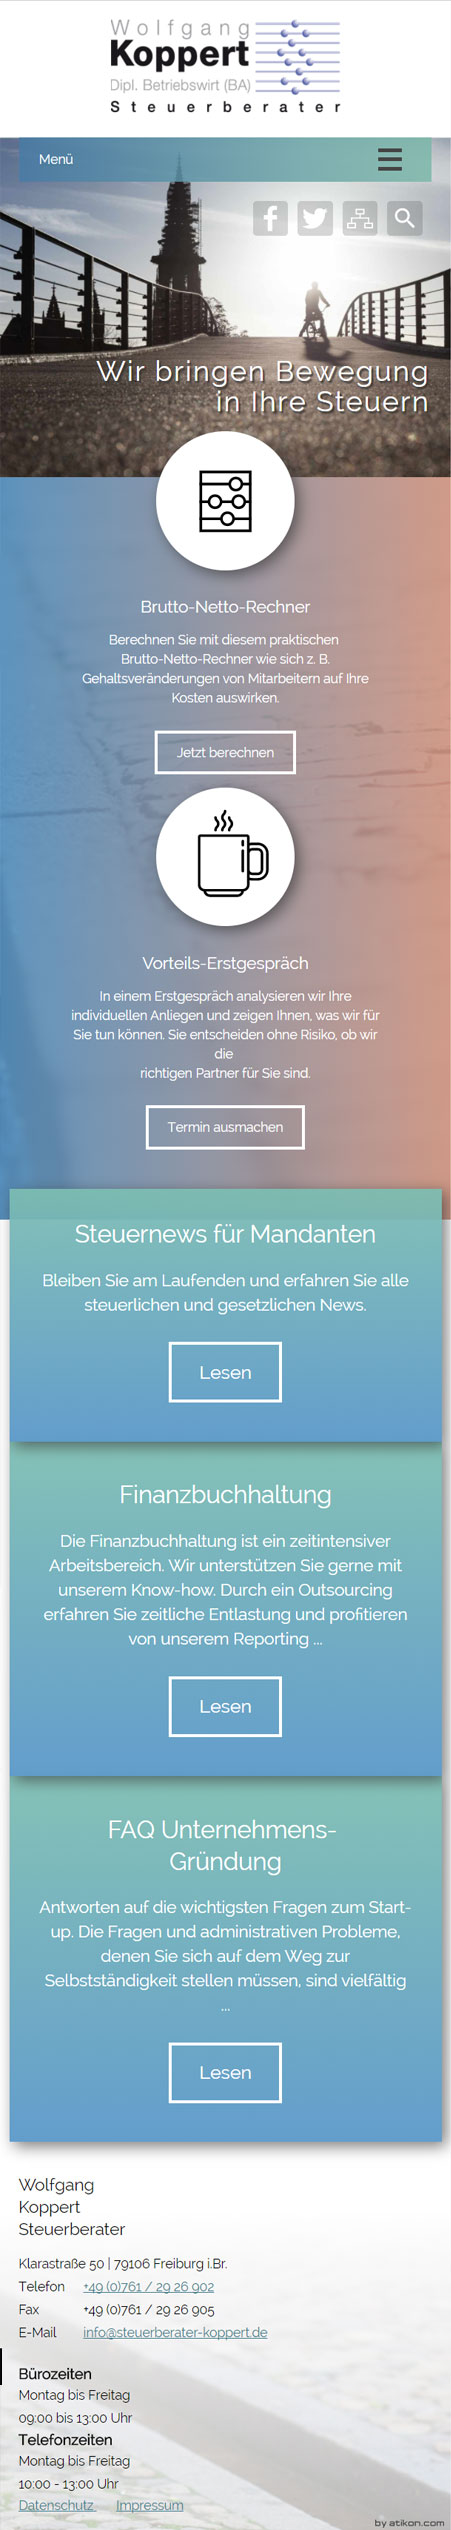 Wolfgang
Koppert
Dipl. Betriebswirt (BA)
Steuerberater
Menü
Wir bringen Bewegung
in Ihre Steuern
Brutto-Netto-Rechner
Berechnen Sie mit diesem praktischen
Brutto-Netto-Rechner wie sich z. B.
Gehaltsveränderungen von Mitarbeitern auf Ihre
Kosten auswirken.
Jetzt berechnen
Vorteils-Erstgespräch
In einem Erstgespräch analysieren wir Ihre
individuellen Anliegen und zeigen Ihnen, was wir für
Sie tun können. Sie entscheiden ohne Risiko, ob wir
die
richtigen Partner für Sie sind.
Termin ausmachen
Steuernews für Mandanten
Bleiben Sie am Laufenden und erfahren Sie alle
steuerlichen und gesetzlichen News.
Lesen
Finanzbuchhaltung
Die Finanzbuchhaltung ist ein zeitintensiver
Arbeitsbereich. Wir unterstützen Sie gerne mit
unserem Know-how. Durch ein Outsourcing
erfahren Sie zeitliche Entlastung und profitieren
von unserem Reporting ...
Lesen
FAQ Unternehmens-
Gründung
Antworten auf die wichtigsten Fragen zum Start-
up. Die Fragen und administrativen Probleme,
denen Sie sich auf dem Weg zur
Selbstständigkeit stellen müssen, sind vielfältig
...
Lesen
Wolfgang
Koppert
Steuerberater
Klarastraße 50 | 79106 Freiburg i.Br.
Telefon +49 (0)761 / 29 26 902
Fax +49 (0)761 / 29 26 905
E-Mail info@steuerberater-koppert.de
Bürozeiten
Montag bis Freitag
09:00 bis 13:00 Uhr
Telefonzeiten
Montag bis Freitag
10:00 - 13:00 Uhr
Datenschutz Impressum
by atikon.com